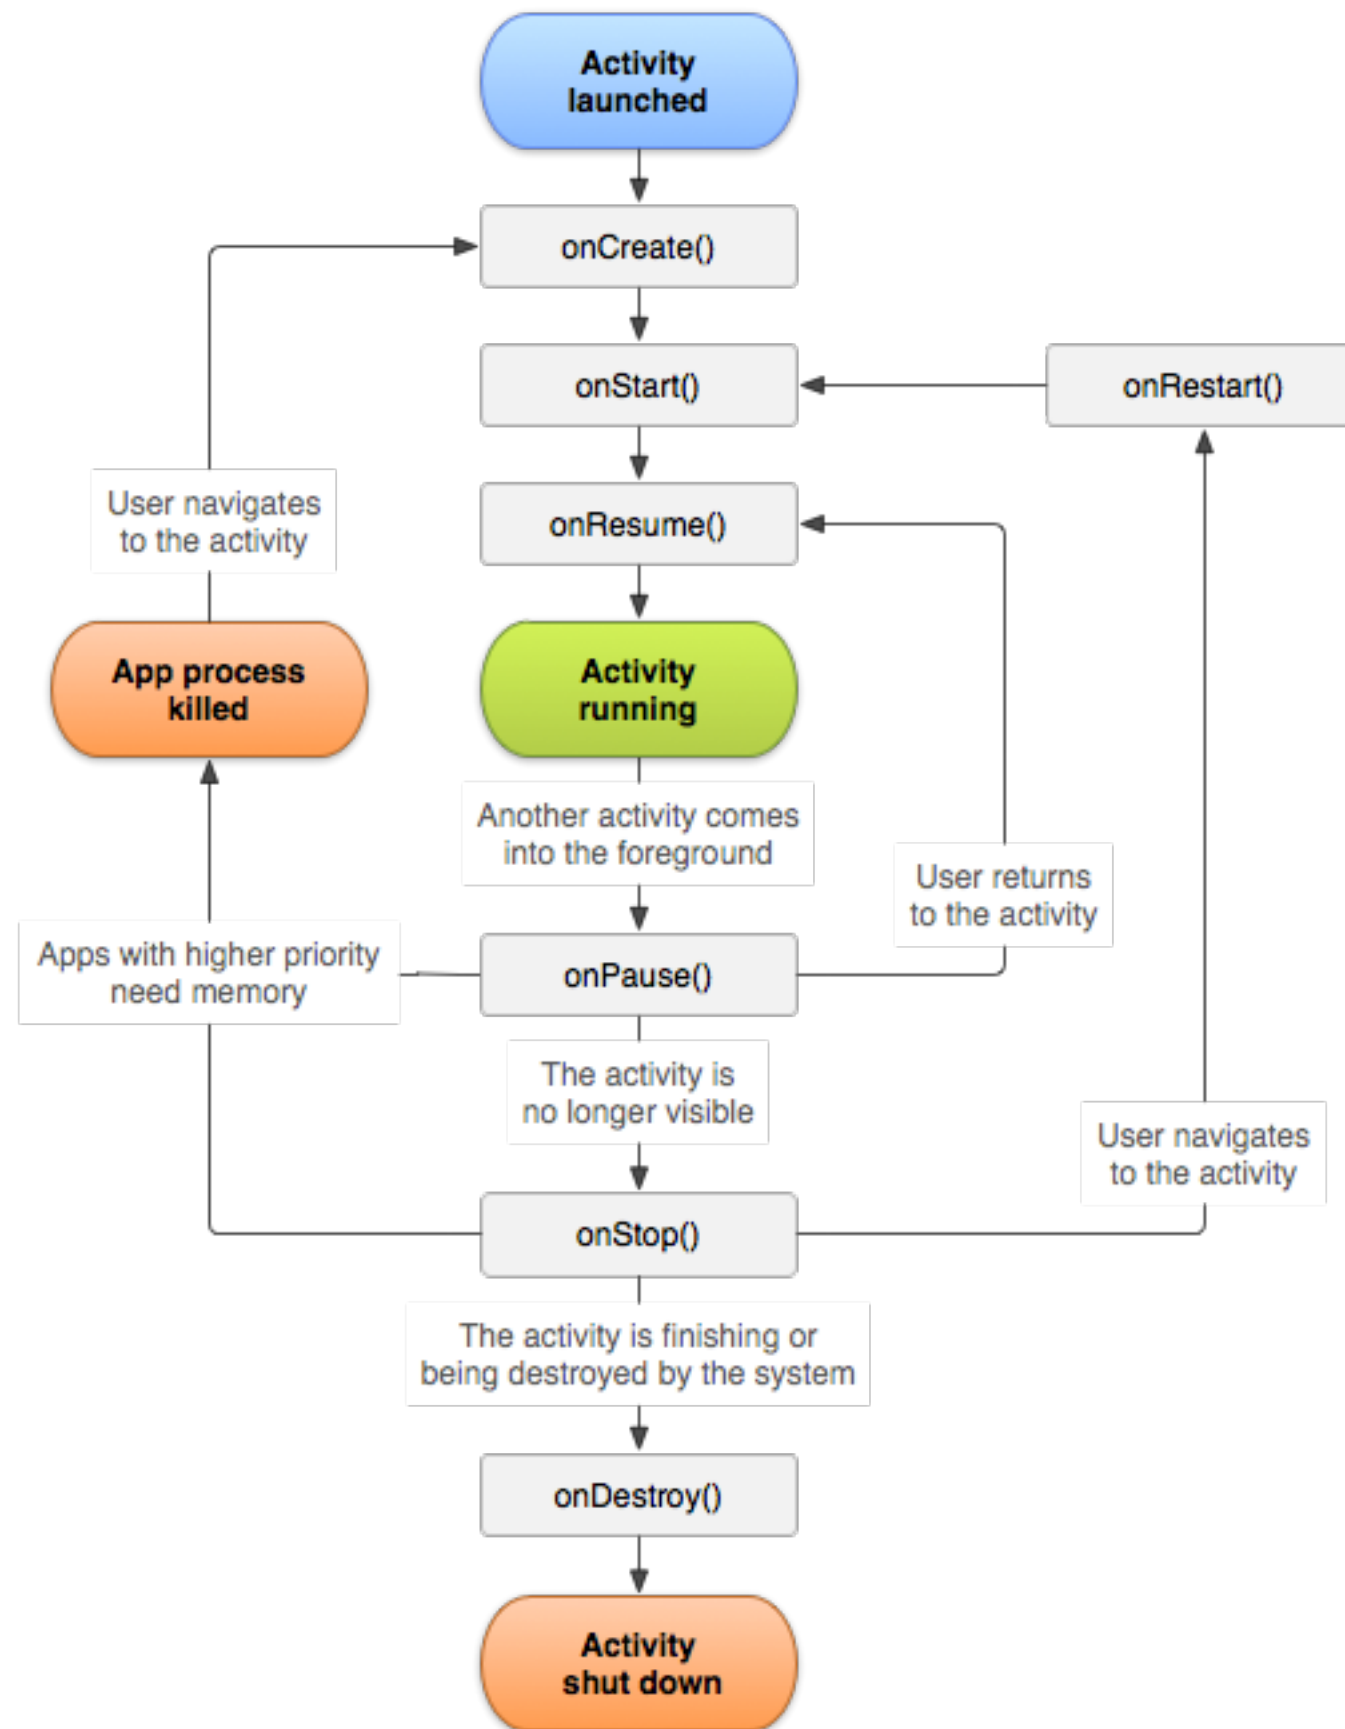 Activity
launched
onCreate()
onStart()
onRestart()
User navigates
to the activity
onResume()
App process
killed
Activity
running
Another activity comes
into the foreground
User returns
to the activity
Apps with higher priority
need memory
onPause()
The activity is
no longer visible
User navigates
to the activity
onStop()
The activity is finishing or
being destroyed by the system
onDestroy()
Activity
shut down